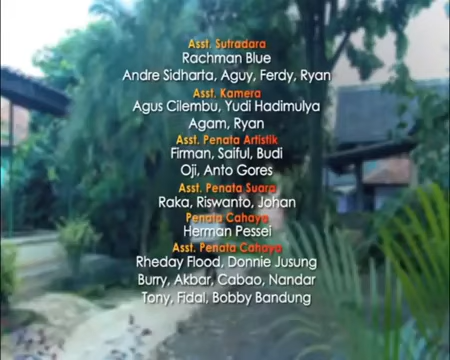 Asst. Sutradara
Rachman Blue
Andre Sidharta, Aguy, Ferdy, Ryan
Asst. Kamera
Agus Cilembu, Yudi Hadimulya
Agam, Ryan
Asst. Penata Artistik
Firman, Saiful, Budi
Oji, Anto Gores
Asst. Penata Suara
Raka, Riswanto, Johan
Penata Cahaya
Herman Pessei
Asst. Penata Cahaya
Rheday Flood, Donnie Jusung
Burry, Akbar, Cabao, Nandar
Tony, Fidal, Bobby Bandung